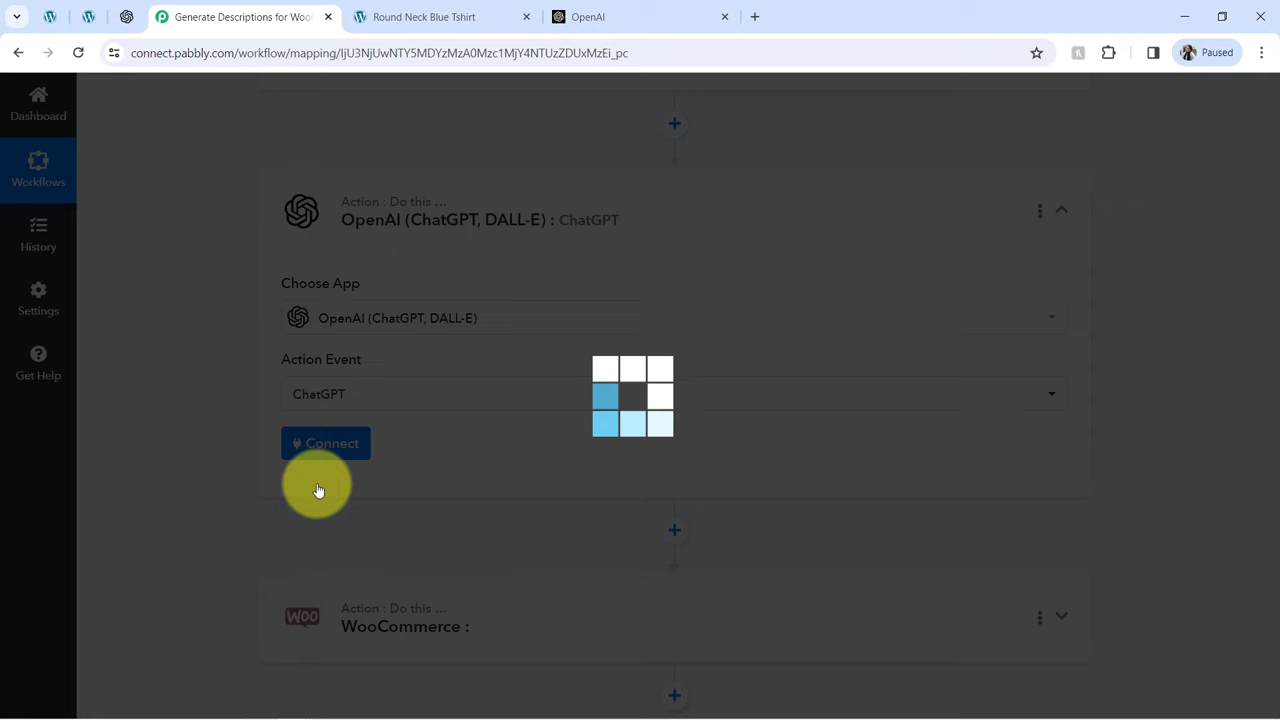 Generate Descriptions for Woo
Round Neck Blue Tshirt
OpenAI
connect.pabbly.com/workflow/mapping/IjU3NjUwNTY5MDYzMzA0Mzc1MDY4NTUzZDUxMzEi_pc
Paused
Dashboard
Workflows
History
Settings
Get Help
Action : Do this ...
OpenAI (ChatGPT, DALL-E) : ChatGPT
Choose App
OpenAI (ChatGPT, DALL-E)
Action Event
ChatGPT
Connect
Action : Do this ...
WOO
WooCommerce :